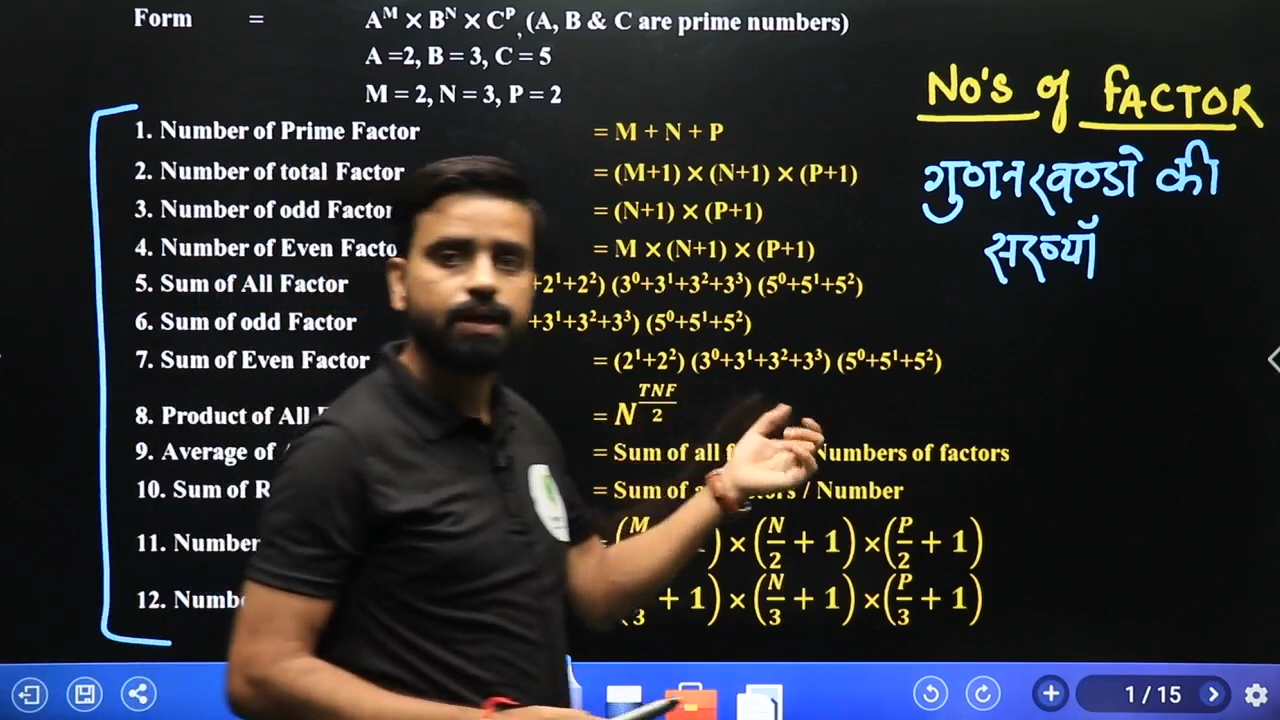 Form = Aᴹ × Bᴺ × Cᴾ, (A, B & C are prime numbers)
A =2, B = 3, C = 5
M = 2, N = 3, P = 2
No's of FACTOR
गुणनखण्डो की
सख्याँ
1. Number of Prime Factor = M + N + P
2. Number of total Factor = (M+1) × (N+1) × (P+1)
3. Number of odd Factor = (N+1) × (P+1)
4. Number of Even Facto = M × (N+1) × (P+1)
5. Sum of All Factor +2¹+2²) (3⁰+3¹+3²+3³) (5⁰+5¹+5²)
6. Sum of odd Factor +3¹+3²+3³) (5⁰+5¹+5²)
7. Sum of Even Factor = (2¹+2²) (3⁰+3¹+3²+3³) (5⁰+5¹+5²)
8. Product of All = N^(TNF/2)
9. Average of = Sum of all Numbers of factors
10. Sum of R = Sum of / Number
11. Number × (N/2 + 1) × (P/2 + 1)
12. Numb + 1) × (N/3 + 1) × (P/3 + 1)
1 / 15